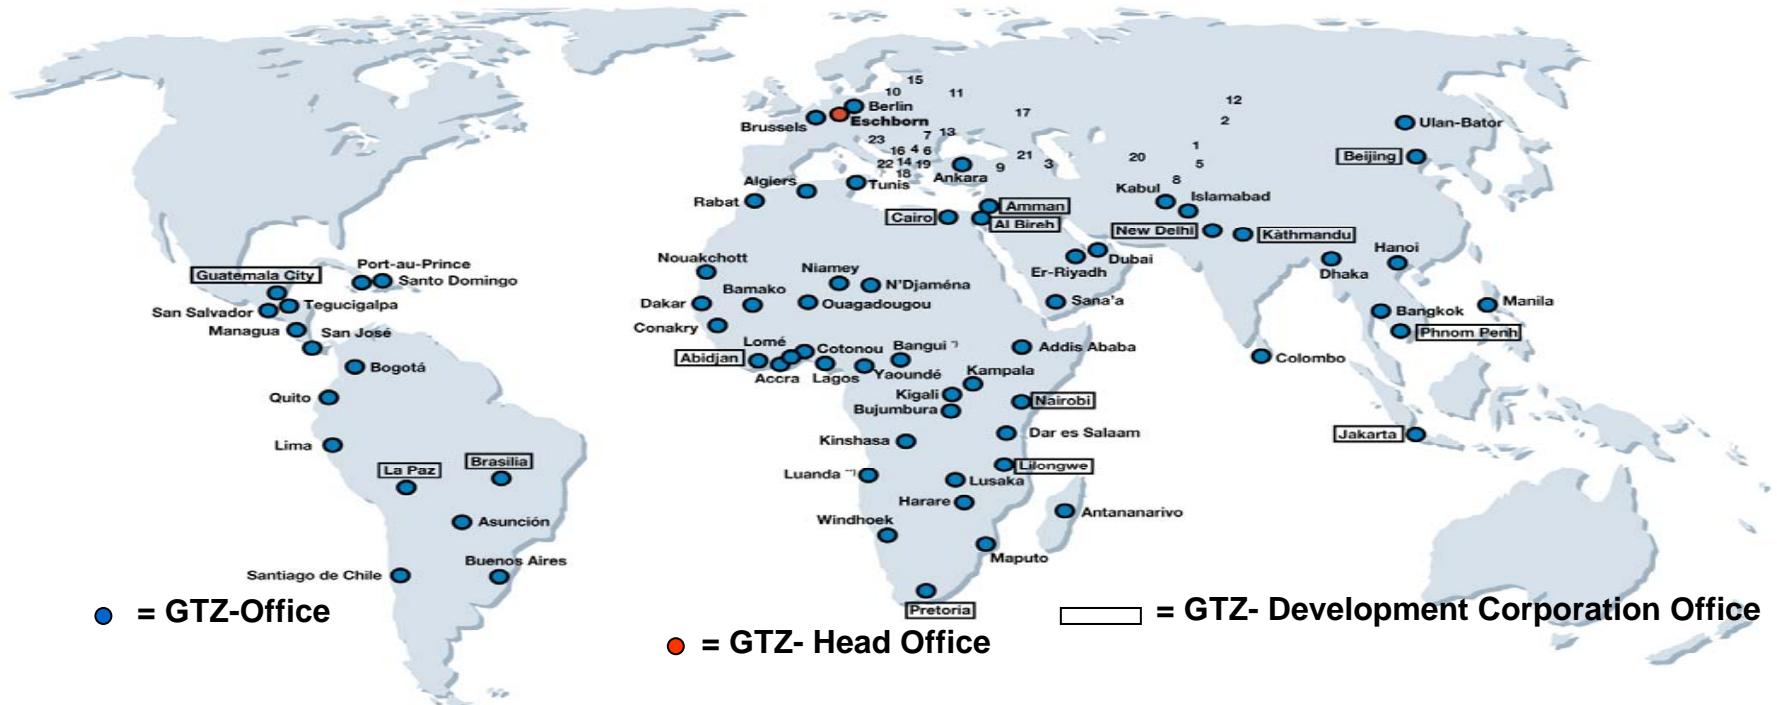 15
10
11
12
Berlin
17
Eschborn
2
Ulan-Bator
Brussels
7
13
23
1
16
4
6
21
20
Beijing
22
14
19
9
3
5
18
Ankara
8
Algiers
Tunis
Kabul
Islamabad
Rabat
Amman
Cairo
Al Bireh
New Delhi
Kàthmandu
Hanoi
Nouakchott
Port-au-Prince
Guatemala City
Santo Domingo
Niamey
N'Djaména
Er-Riyadh
Dubai
Dhaka
Bamako
Dakar
Ouagadougou
Sana'a
Manila
Tegucigalpa
San Salvador
Bangkok
Conakry
Managua
San José
Phnom Penh
Lomé
Cotonou
Bangui *)
Addis Ababa
Abidjan
Colombo
Bogotá
Accra
Lagos
Yaoundé
Kampala
Quito
Kigali
Nairobi
Bujumbura
Dar es Salaam
Jakarta
Kinshasa
Lima
Brasilia
La Paz
Lilongwe
Luanda **)
Lusaka
Harare
Antananarivo
Asunción
Windhoek
Maputo
Buenos Aires
Santiago de Chile
Pretoria
= GTZ-Office
= GTZ- Development Corporation Office
= GTZ- Head Office